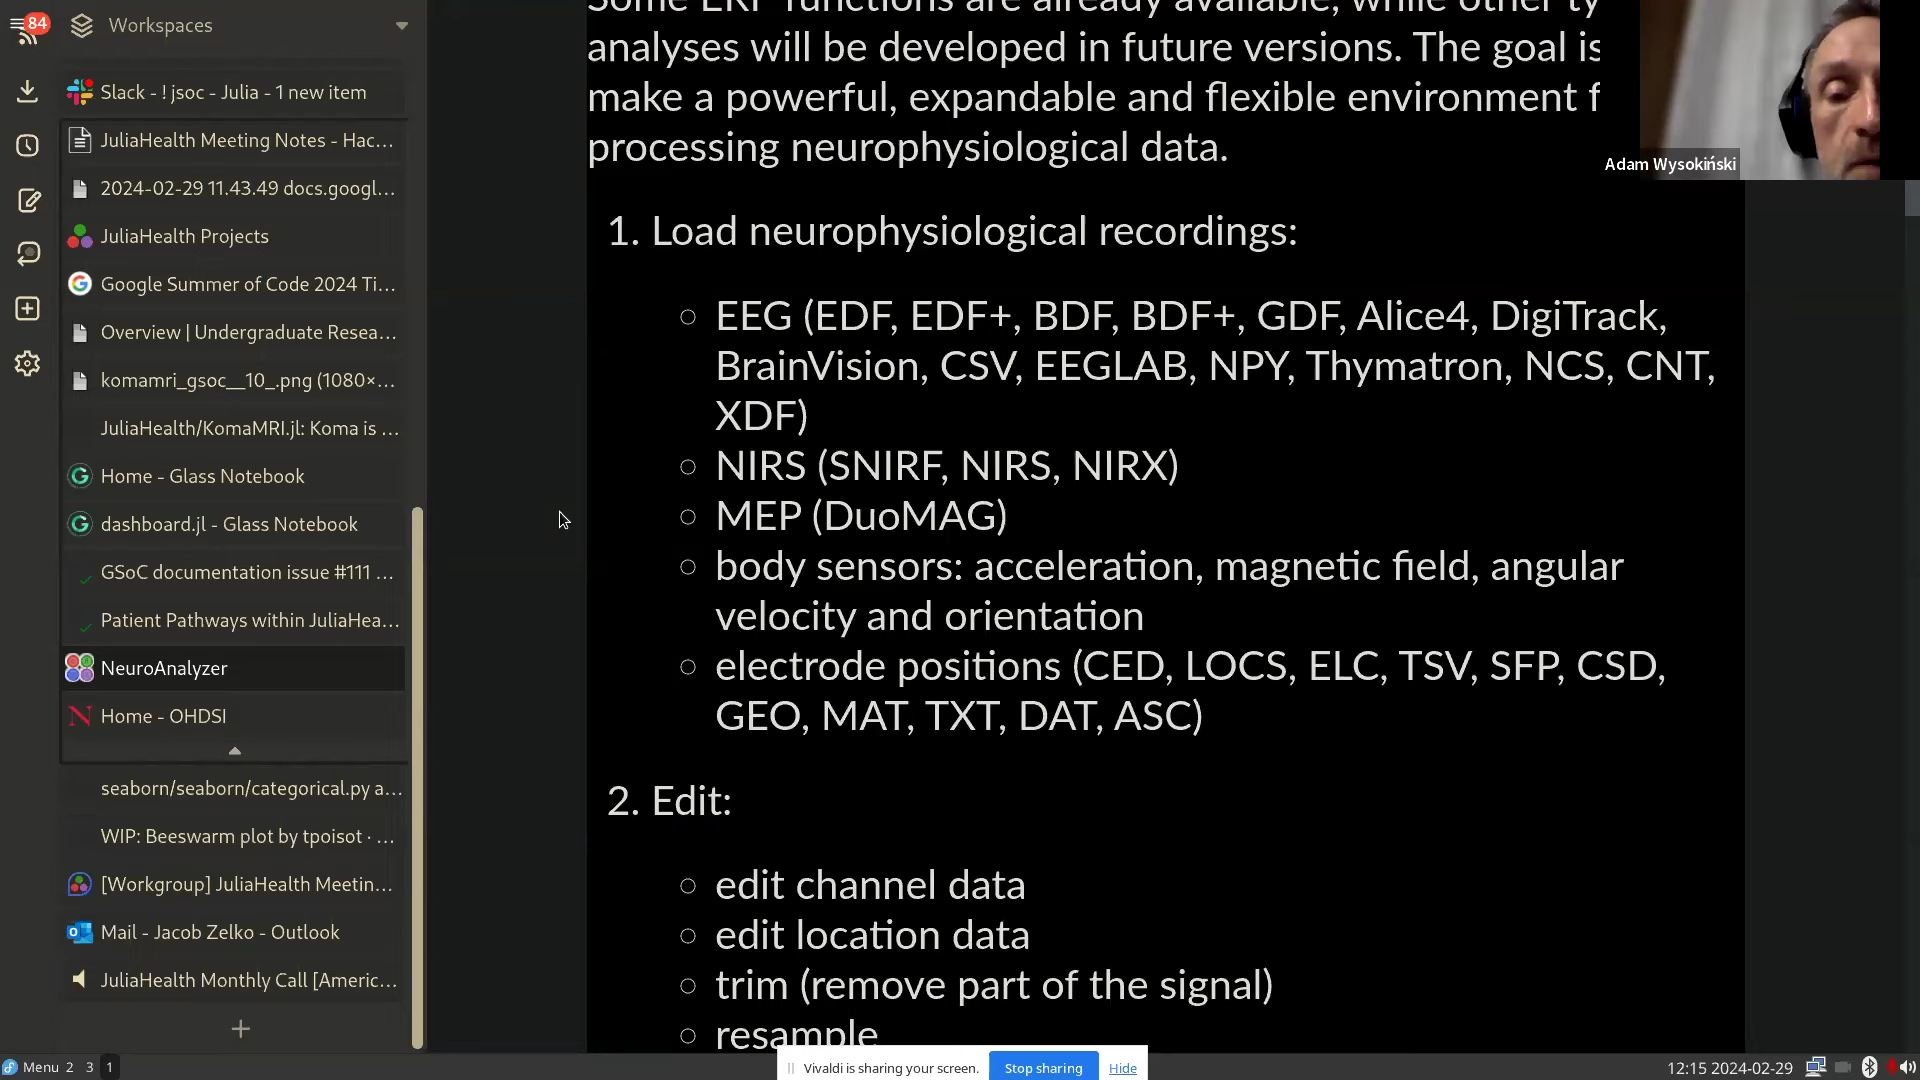 84
Workspaces
Slack - ! jsoc - Julia - 1 new item
JuliaHealth Meeting Notes - Hac...
2024-02-29 11.43.49 docs.googl...
JuliaHealth Projects
Google Summer of Code 2024 Ti...
Overview | Undergraduate Resea...
komamri_gsoc__10_.png (1080×...
JuliaHealth/KomaMRI.jl: Koma is ...
Home - Glass Notebook
dashboard.jl - Glass Notebook
GSoC documentation issue #111 ...
Patient Pathways within JuliaHea...
NeuroAnalyzer
Home - OHDSI
seaborn/seaborn/categorical.py a...
WIP: Beeswarm plot by tpoisot · ...
[Workgroup] JuliaHealth Meetin...
Mail - Jacob Zelko - Outlook
JuliaHealth Monthly Call [Americ...
Some ERP functions are already available, while other ty
analyses will be developed in future versions. The goal is
make a powerful, expandable and flexible environment f
processing neurophysiological data.
Adam Wysokiński
1. Load neurophysiological recordings:
EEG (EDF, EDF+, BDF, BDF+, GDF, Alice4, DigiTrack,
BrainVision, CSV, EEGLAB, NPY, Thymatron, NCS, CNT,
XDF)
NIRS (SNIRF, NIRS, NIRX)
MEP (DuoMAG)
body sensors: acceleration, magnetic field, angular
velocity and orientation
electrode positions (CED, LOCS, ELC, TSV, SFP, CSD,
GEO, MAT, TXT, DAT, ASC)
2. Edit:
edit channel data
edit location data
trim (remove part of the signal)
resample
Menu 2 3 1
Vivaldi is sharing your screen. Stop sharing Hide
12:15 2024-02-29